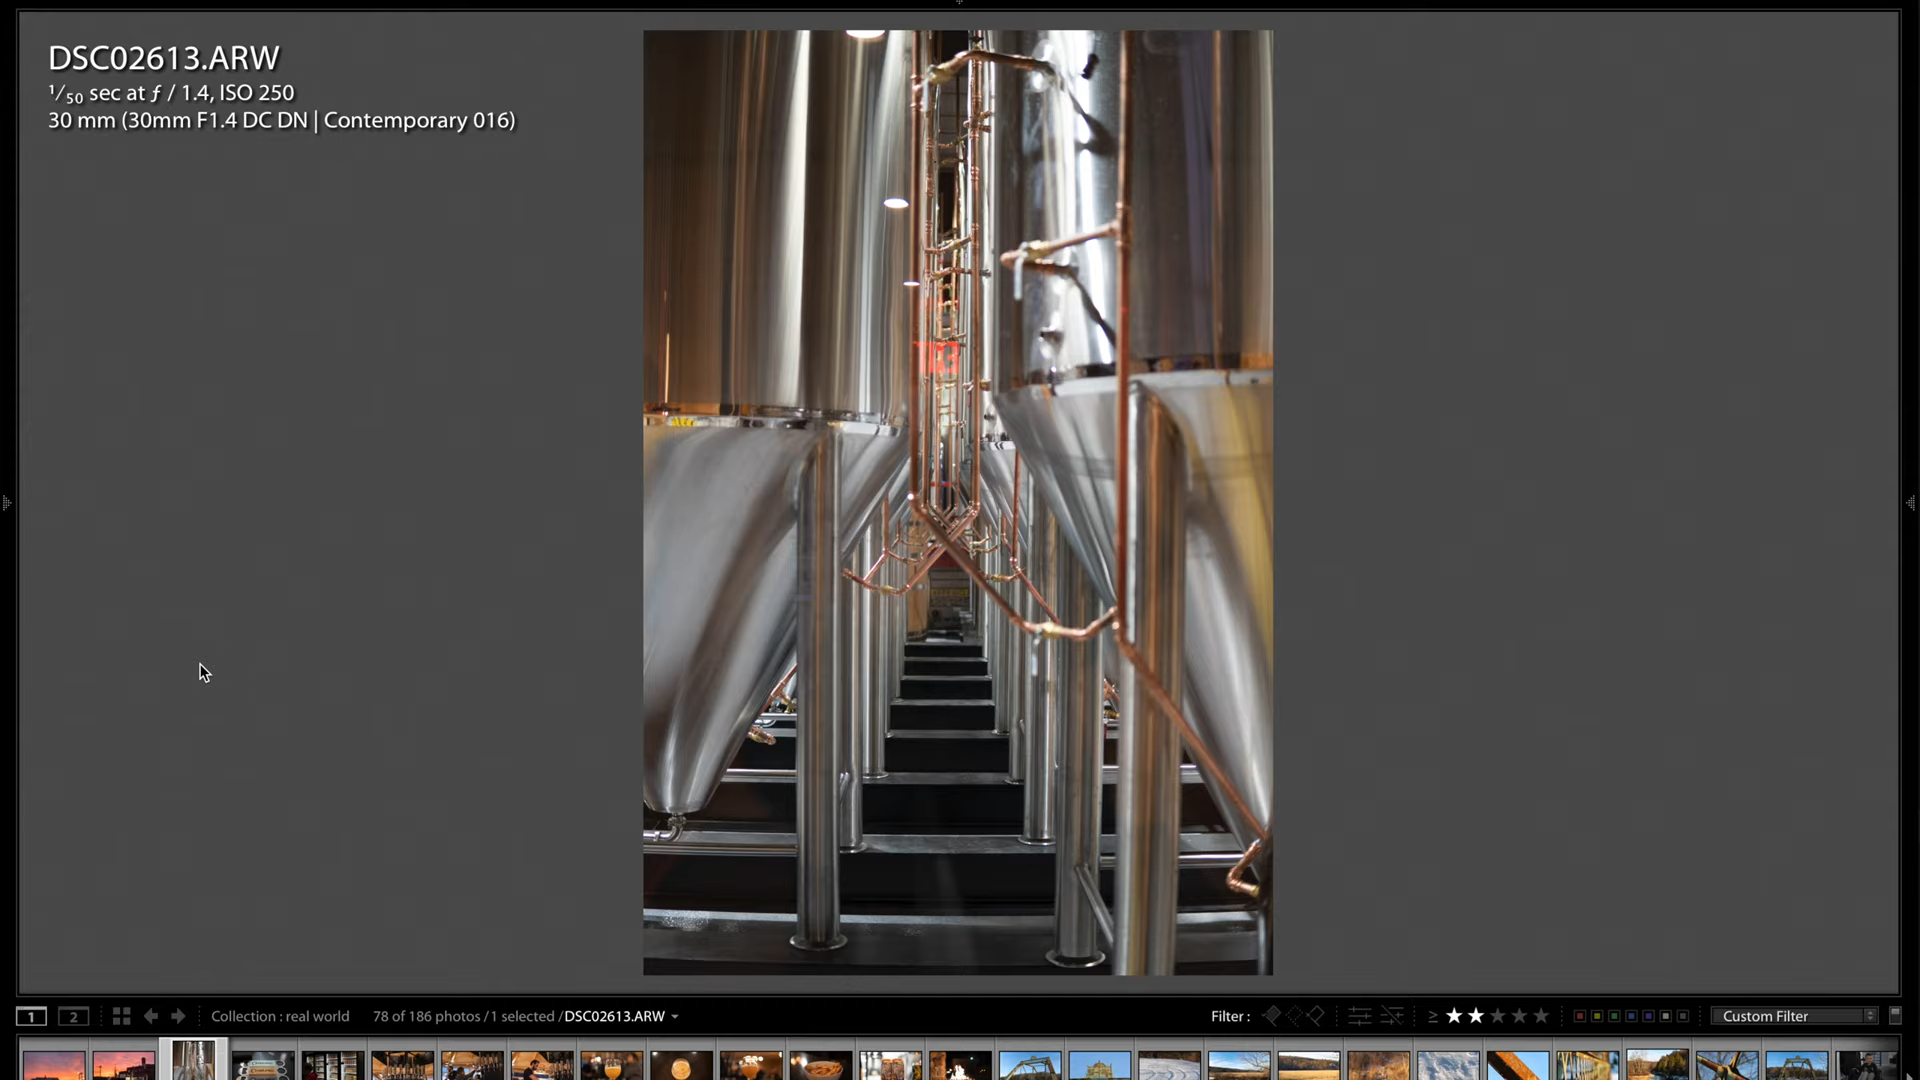 DSC02613.ARW
1/50 sec at ƒ / 1.4, ISO 250
30 mm (30mm F1.4 DC DN | Contemporary 016)
1 2 Collection : real world 78 of 186 photos / 1 selected / DSC02613.ARW Filter : ≥ Custom Filter